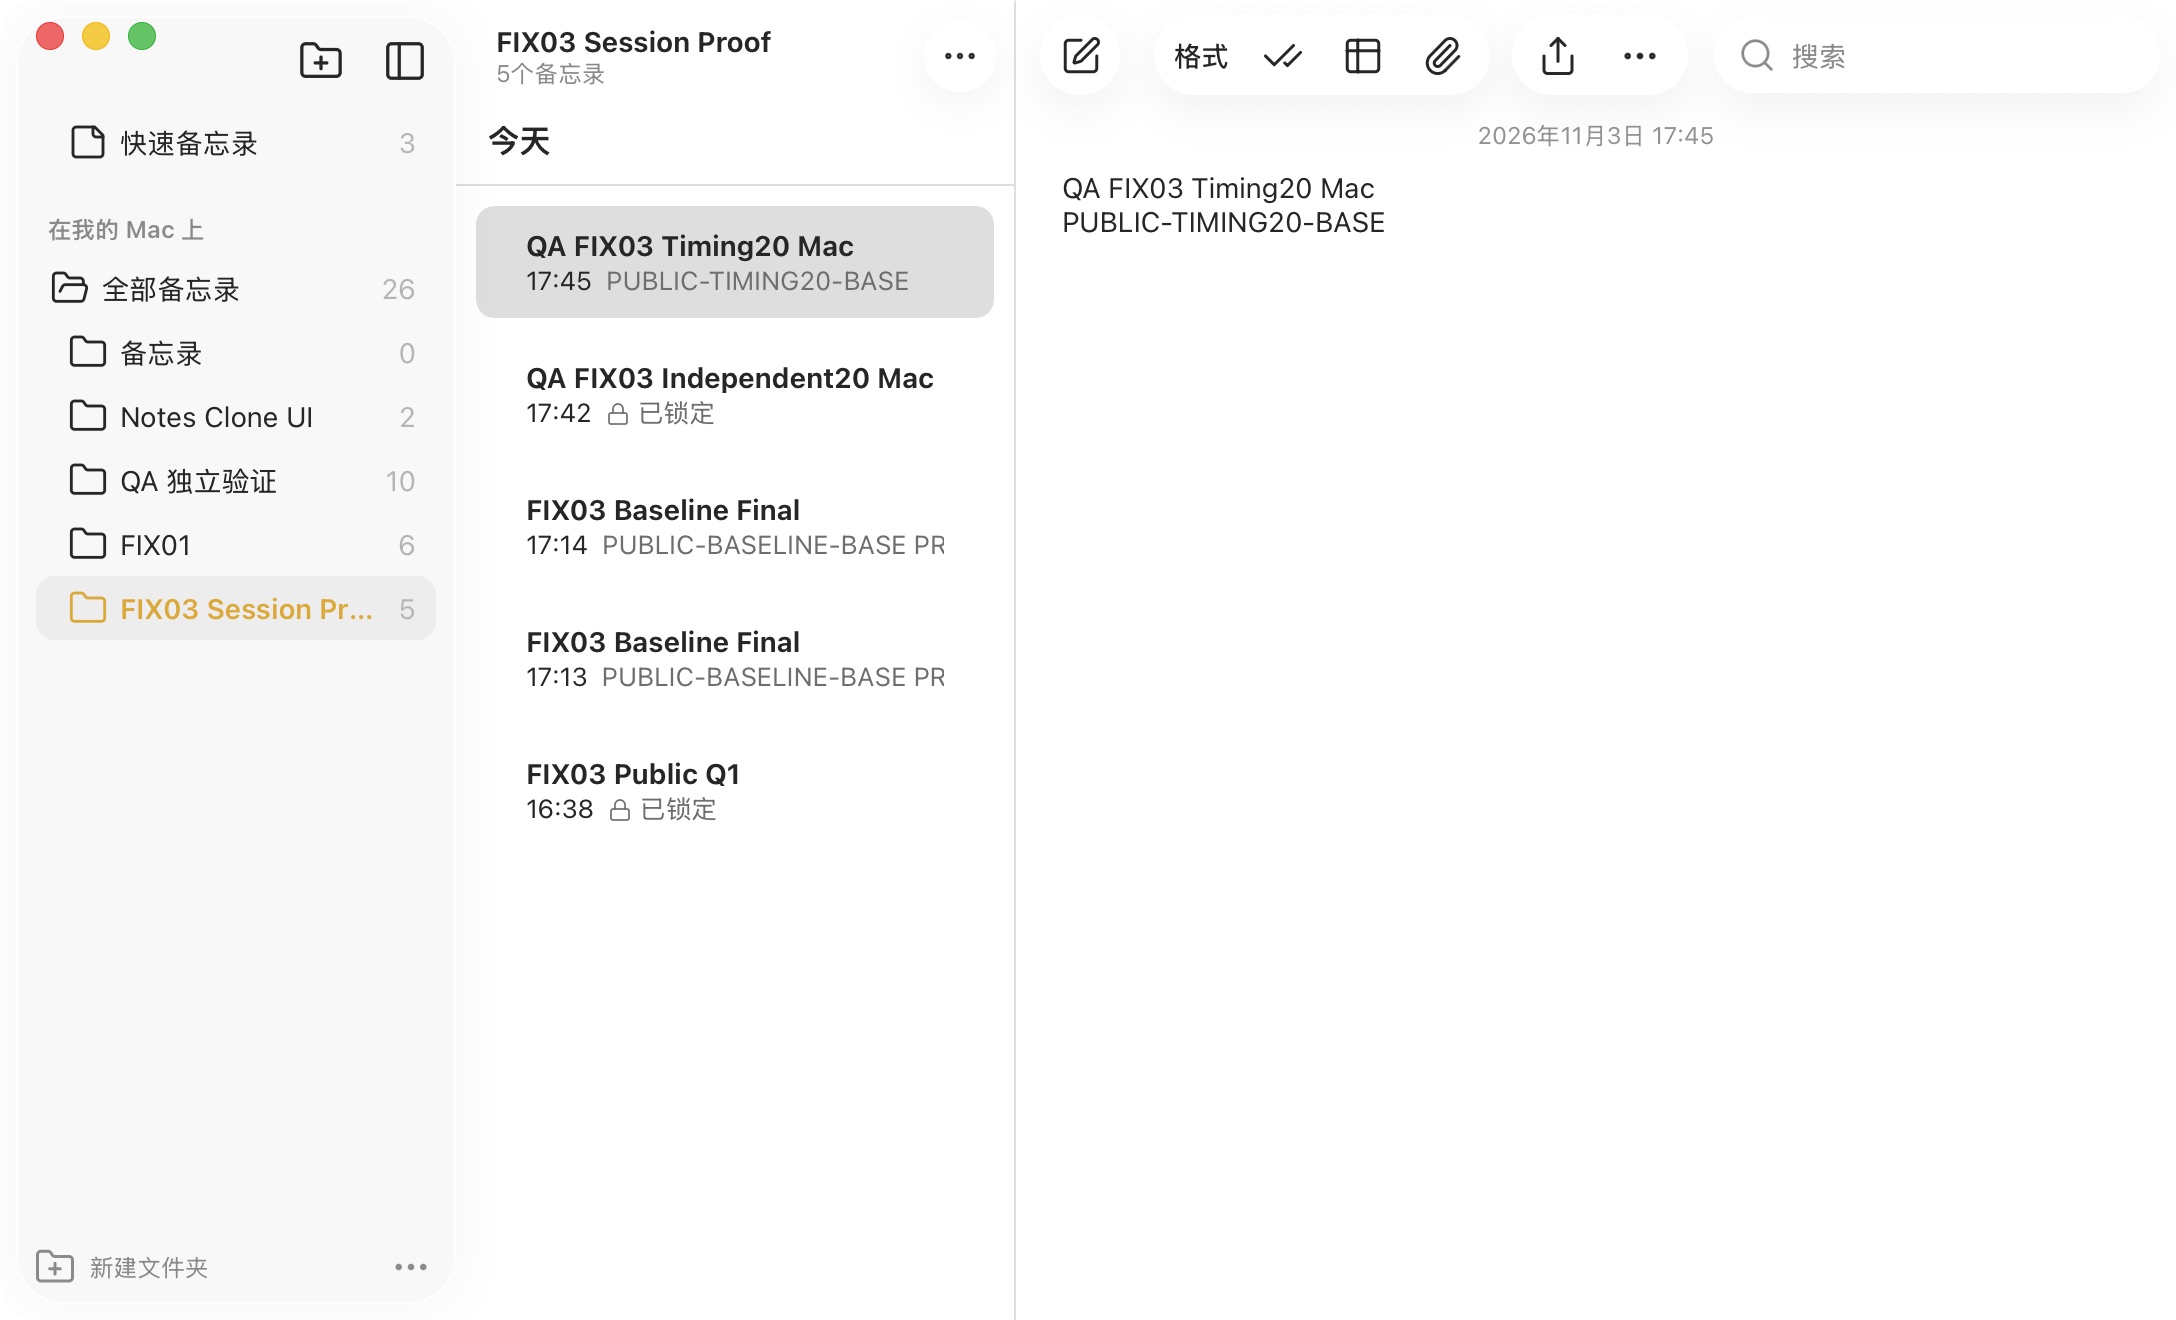 快速备忘录 3
在我的 Mac 上
全部备忘录 26
备忘录 0
Notes Clone UI 2
QA 独立验证 10
FIX01 6
FIX03 Session Pr... 5
新建文件夹
FIX03 Session Proof
5个备忘录
今天
QA FIX03 Timing20 Mac
17:45 PUBLIC-TIMING20-BASE
QA FIX03 Independent20 Mac
17:42 已锁定
FIX03 Baseline Final
17:14 PUBLIC-BASELINE-BASE PR
FIX03 Baseline Final
17:13 PUBLIC-BASELINE-BASE PR
FIX03 Public Q1
16:38 已锁定
格式
搜索
2026年11月3日 17:45
QA FIX03 Timing20 Mac
PUBLIC-TIMING20-BASE